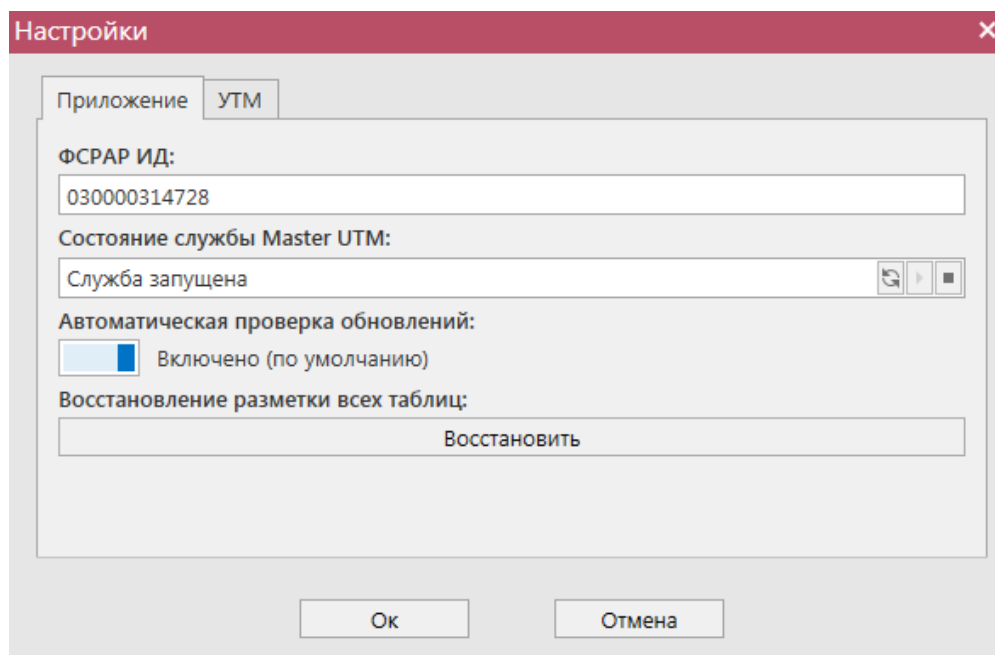 Настройки
Приложение УТМ
ФСРАР ИД:
030000314728
Состояние службы Master UTM:
Служба запущена
Автоматическая проверка обновлений:
Включено (по умолчанию)
Восстановление разметки всех таблиц:
Восстановить
Ок Отмена